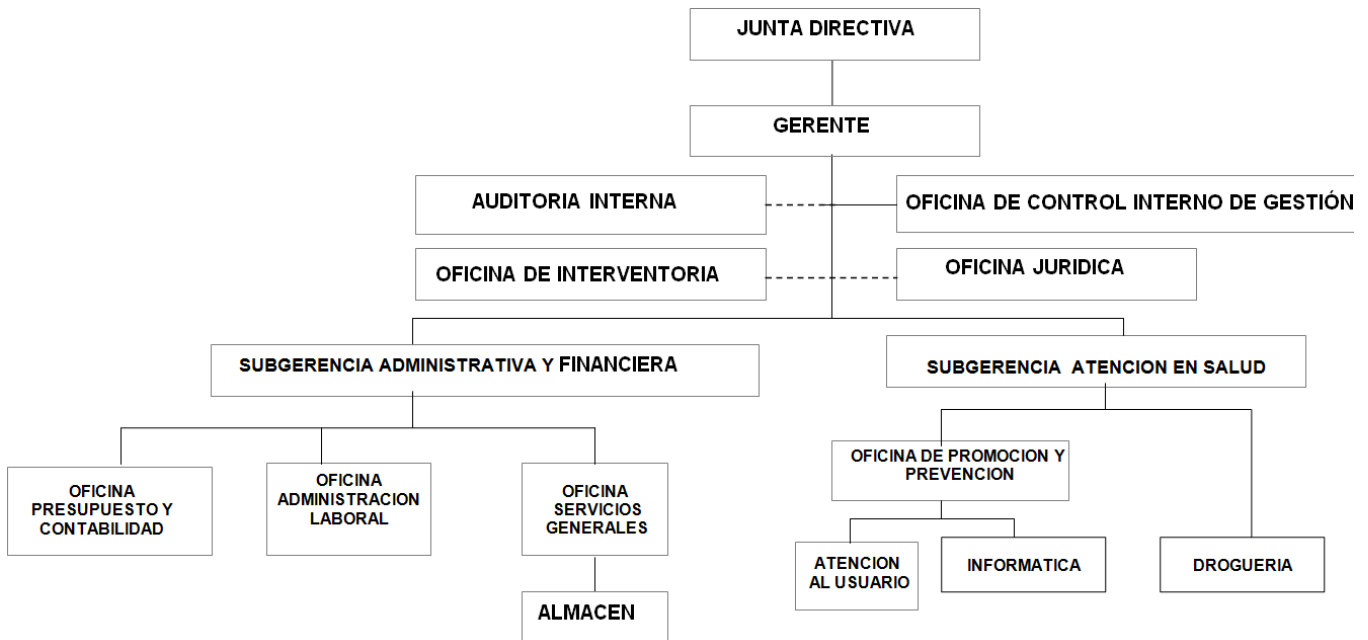 JUNTA DIRECTIVA
GERENTE
AUDITORIA INTERNA
OFICINA DE CONTROL INTERNO DE GESTIÓN
OFICINA DE INTERVENTORIA
OFICINA JURIDICA
SUBGERENCIA ADMINISTRATIVA Y FINANCIERA
SUBGERENCIA ATENCION EN SALUD
OFICINA
PRESUPUESTO Y
CONTABILIDAD
OFICINA
ADMINISTRACION
LABORAL
OFICINA
SERVICIOS
GENERALES
ALMACEN
OFICINA DE PROMOCION Y
PREVENCION
ATENCION
AL USUARIO
INFORMATICA
DROGUERIA